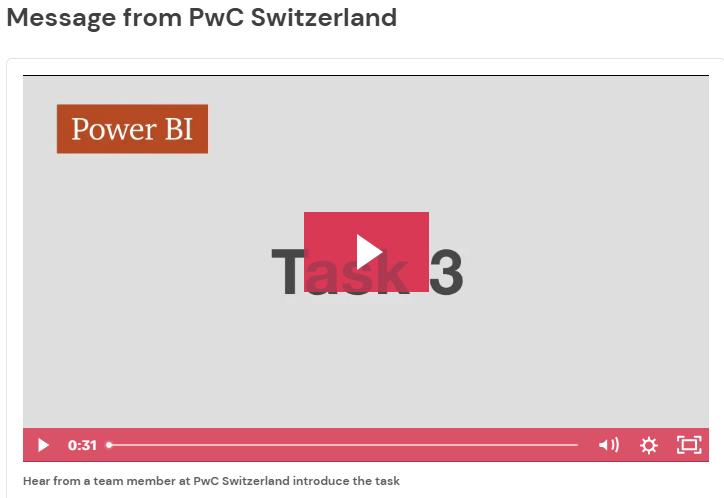 Message from PwC Switzerland
Power BI
Task 3
0:31
Hear from a team member at PwC Switzerland introduce the task